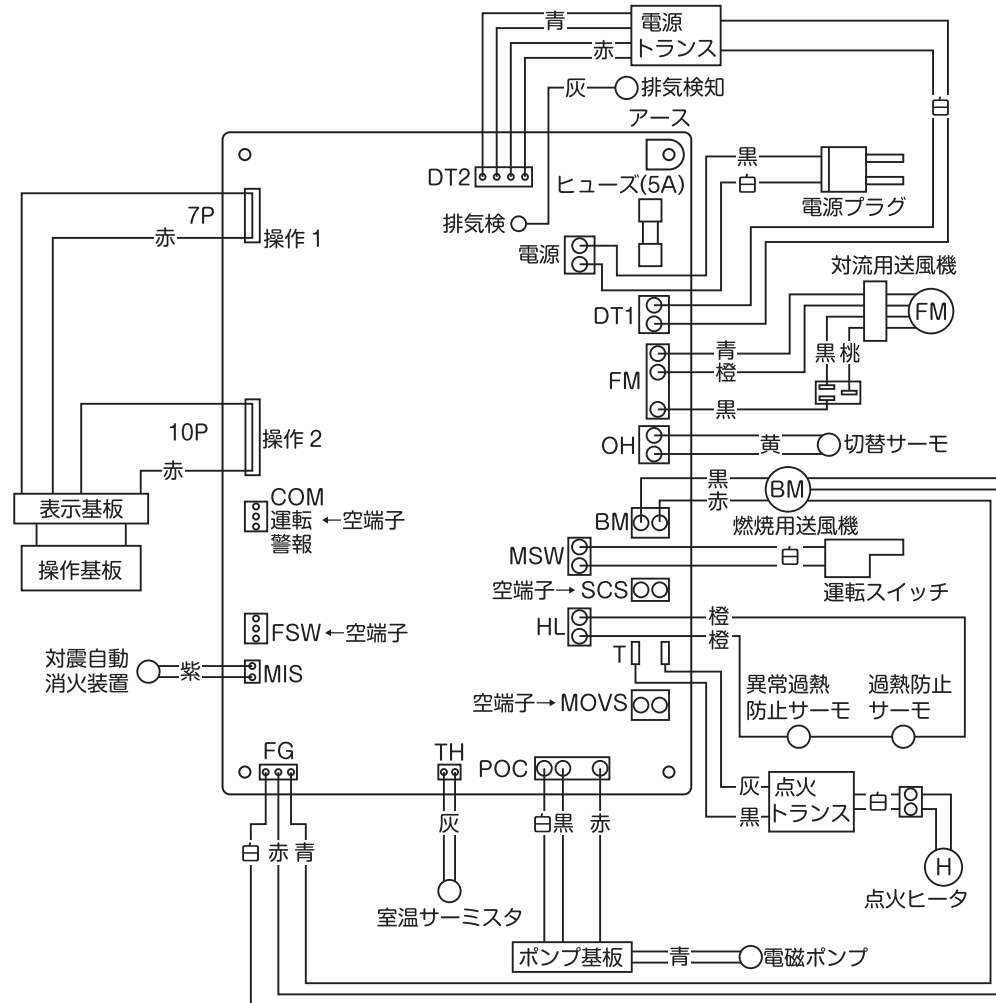 青
電源
トランス
赤
灰
排気検知
白
アース
黒
DT2
ヒューズ(5A)
白
7P
電源プラグ
排気検
赤
操作 1
電源
対流用送風機
DT1
FM
青
黒 桃
橙
FM
黒
10P
操作 2
OH
黄
切替サーモ
赤
黒
BM
赤
COM
表示基板
運転 ←空端子
BM
燃焼用送風機
警報
MSW
白
操作基板
空端子→ SCS
運転スイッチ
HL
橙
FSW ←空端子
橙
対震自動
消火装置
紫
MIS
T
異常過熱
防止サーモ
過熱防止
サーモ
空端子→ MOVS
FG
TH
POC
灰
点火
トランス
白
黒
白 赤 青
灰
白 黒 赤
H
点火ヒータ
室温サーミスタ
ポンプ基板
青
電磁ポンプ